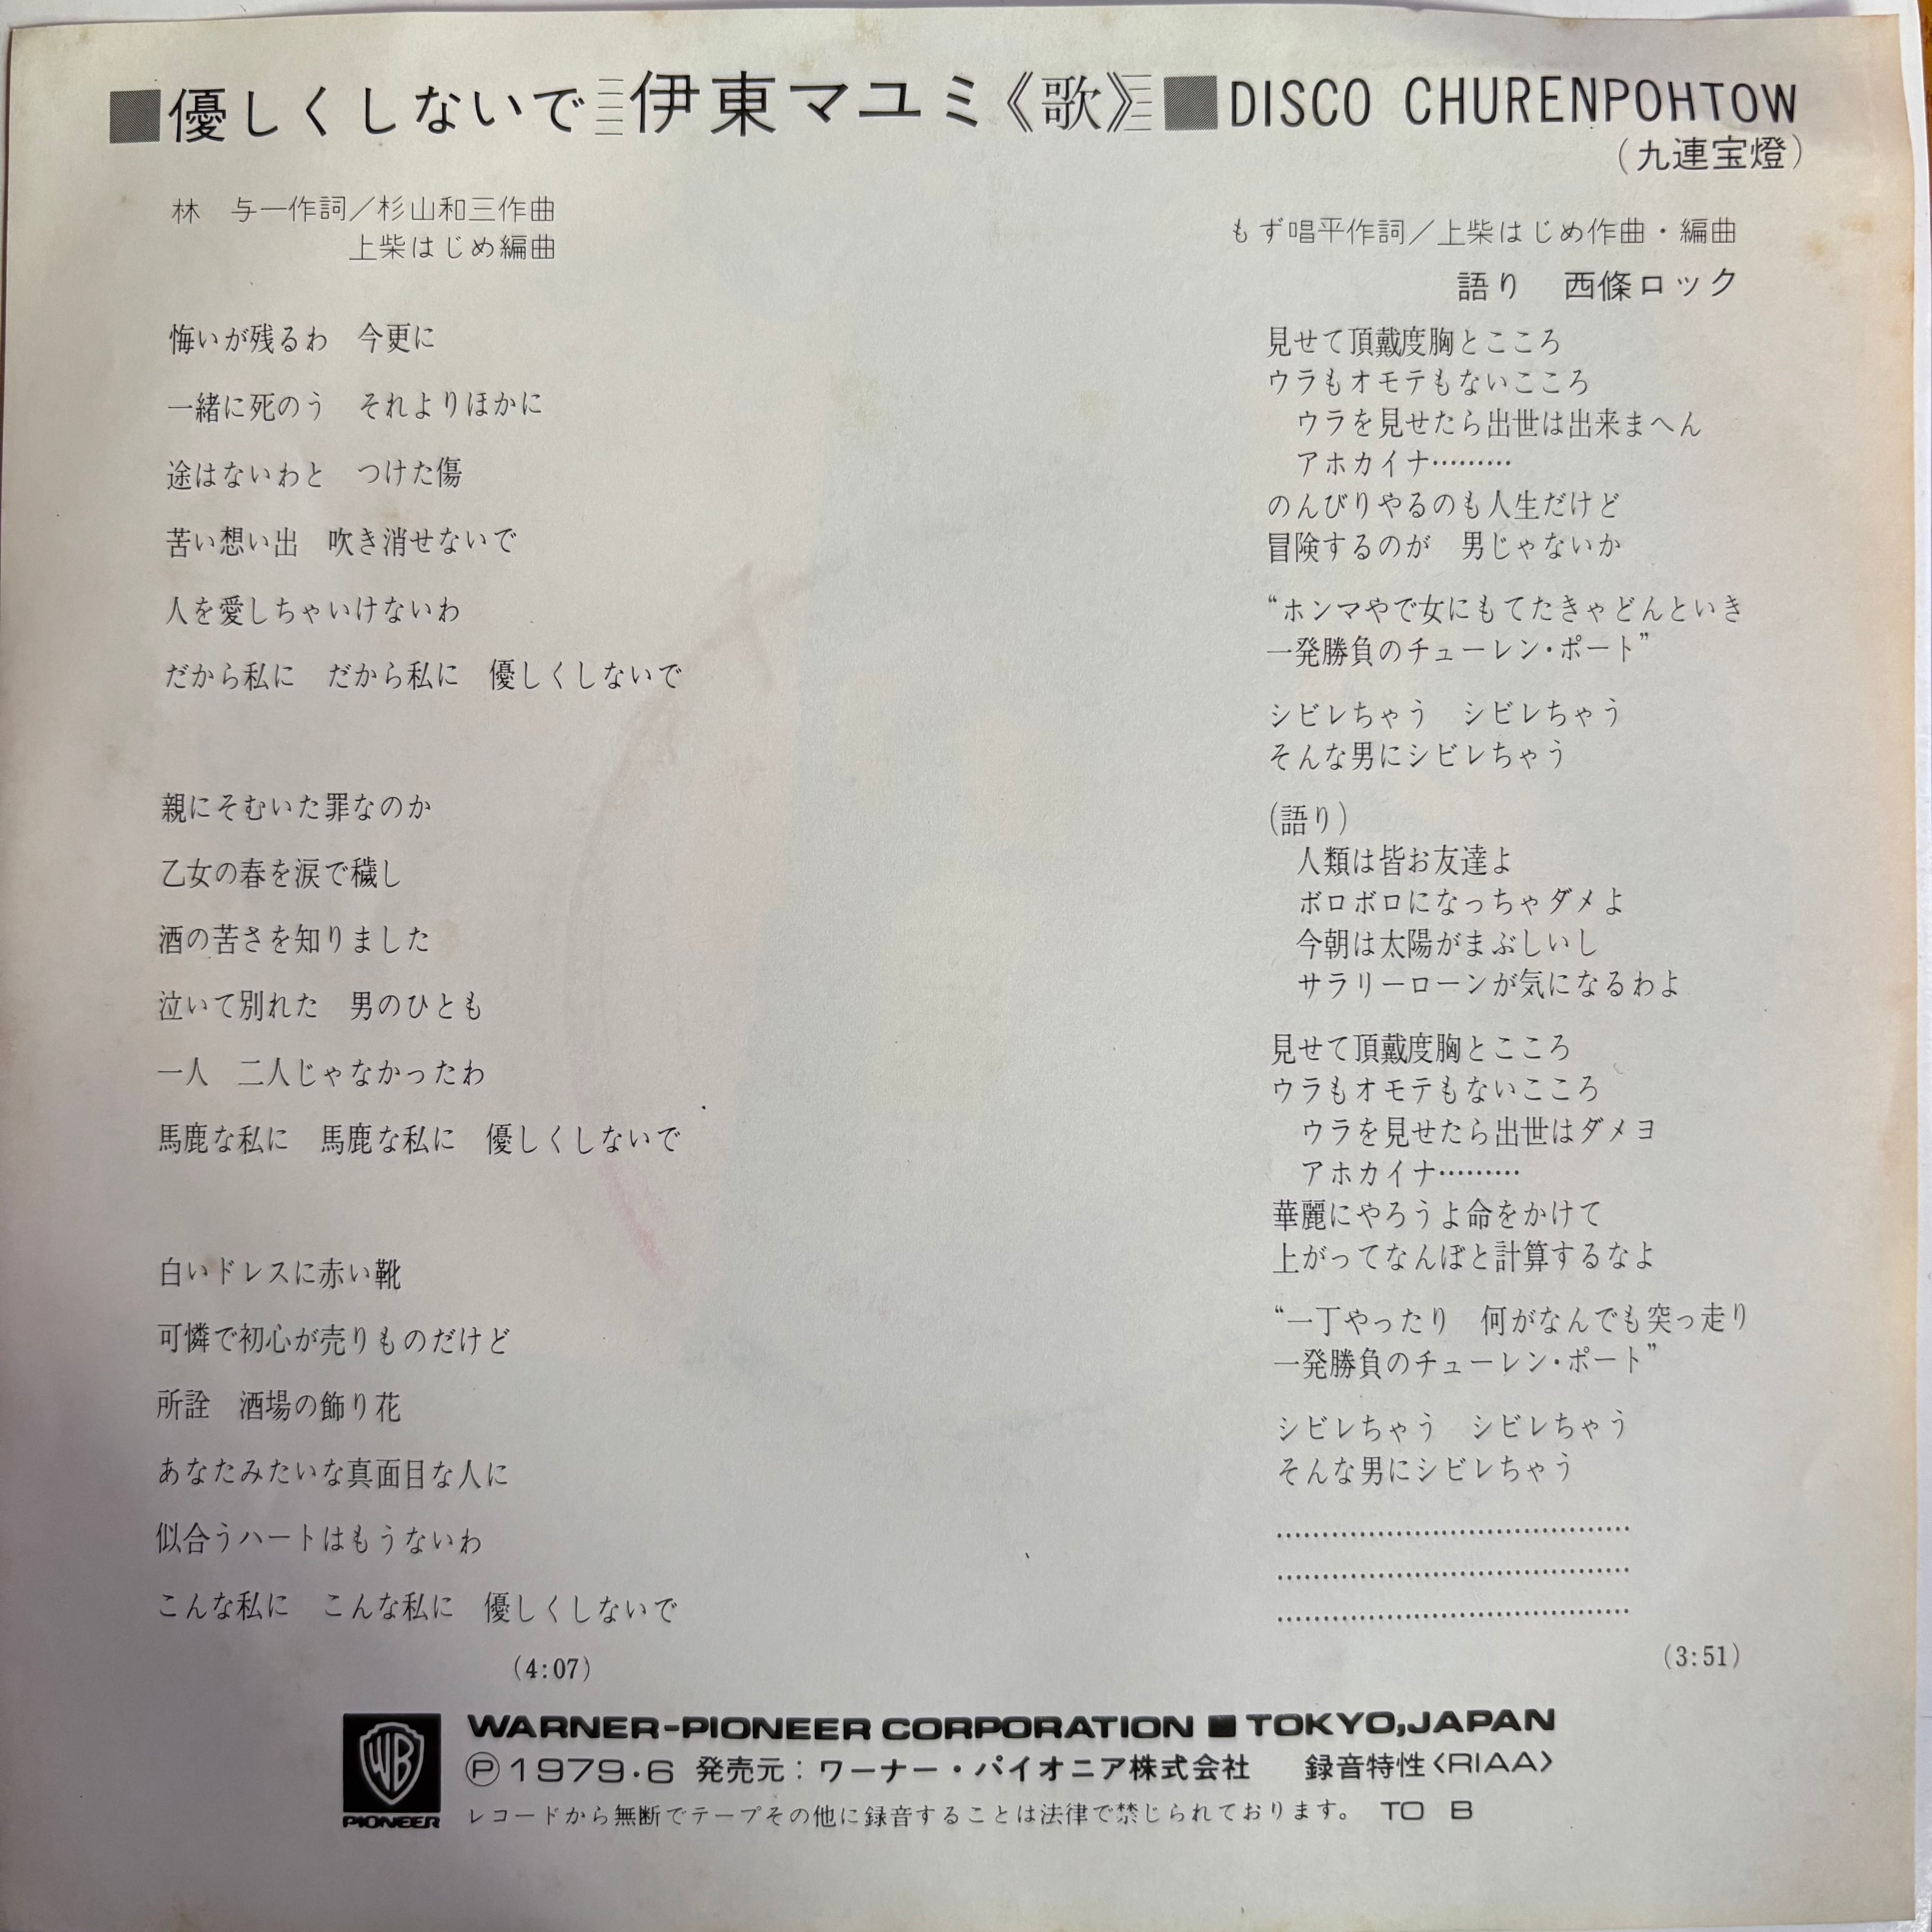 ■優しくしないで 伊東マユミ《歌》■DISCO CHURENPOHTOW
(九連宝燈)
林　与一作詞／杉山和三作曲
上柴はじめ編曲
悔いが残るわ　今更に
一緒に死のう　それよりほかに
途はないわと　つけた傷
苦い想い出　吹き消せないで
人を愛しちゃいけないわ
だから私に　だから私に　優しくしないで
親にそむいた罪なのか
乙女の春を涙で穢し
酒の苦さを知りました
泣いて別れた　男のひとも
一人　二人じゃなかったわ
馬鹿な私に　馬鹿な私に　優しくしないで
白いドレスに赤い靴
可憐で初心が売りものだけど
所詮　酒場の飾り花
あなたみたいな真面目な人に
似合うハートはもうないわ
こんな私に　こんな私に　優しくしないで
(4:07)
もず唱平作詞／上柴はじめ作曲・編曲
語り　西條ロック
見せて頂戴度胸とこころ
ウラもオモテもないこころ
ウラを見せたら出世は出来まへん
アホカイナ………
のんびりやるのも人生だけど
冒険するのが　男じゃないか
“ホンマやで女にもてたきゃどんといき
一発勝負のチューレン・ポート”
シビレちゃう　シビレちゃう
そんな男にシビレちゃう
(語り)
人類は皆お友達よ
ボロボロになっちゃダメよ
今朝は太陽がまぶしいし
サラリーローンが気になるわよ
見せて頂戴度胸とこころ
ウラもオモテもないこころ
ウラを見せたら出世はダメヨ
アホカイナ………
華麗にやろうよ命をかけて
上がってなんぼと計算するなよ
“一丁やったり　何がなんでも突っ走り
一発勝負のチューレン・ポート”
シビレちゃう　シビレちゃう
そんな男にシビレちゃう
……………………………………
……………………………………
……………………………………
(3:51)
WB
PIONEER
WARNER-PIONEER CORPORATION ■ TOKYO,JAPAN
Ⓟ1979・6 発売元：ワーナー・パイオニア株式会社　録音特性〈RIAA〉
レコードから無断でテープその他に録音することは法律で禁じられております。 TO B